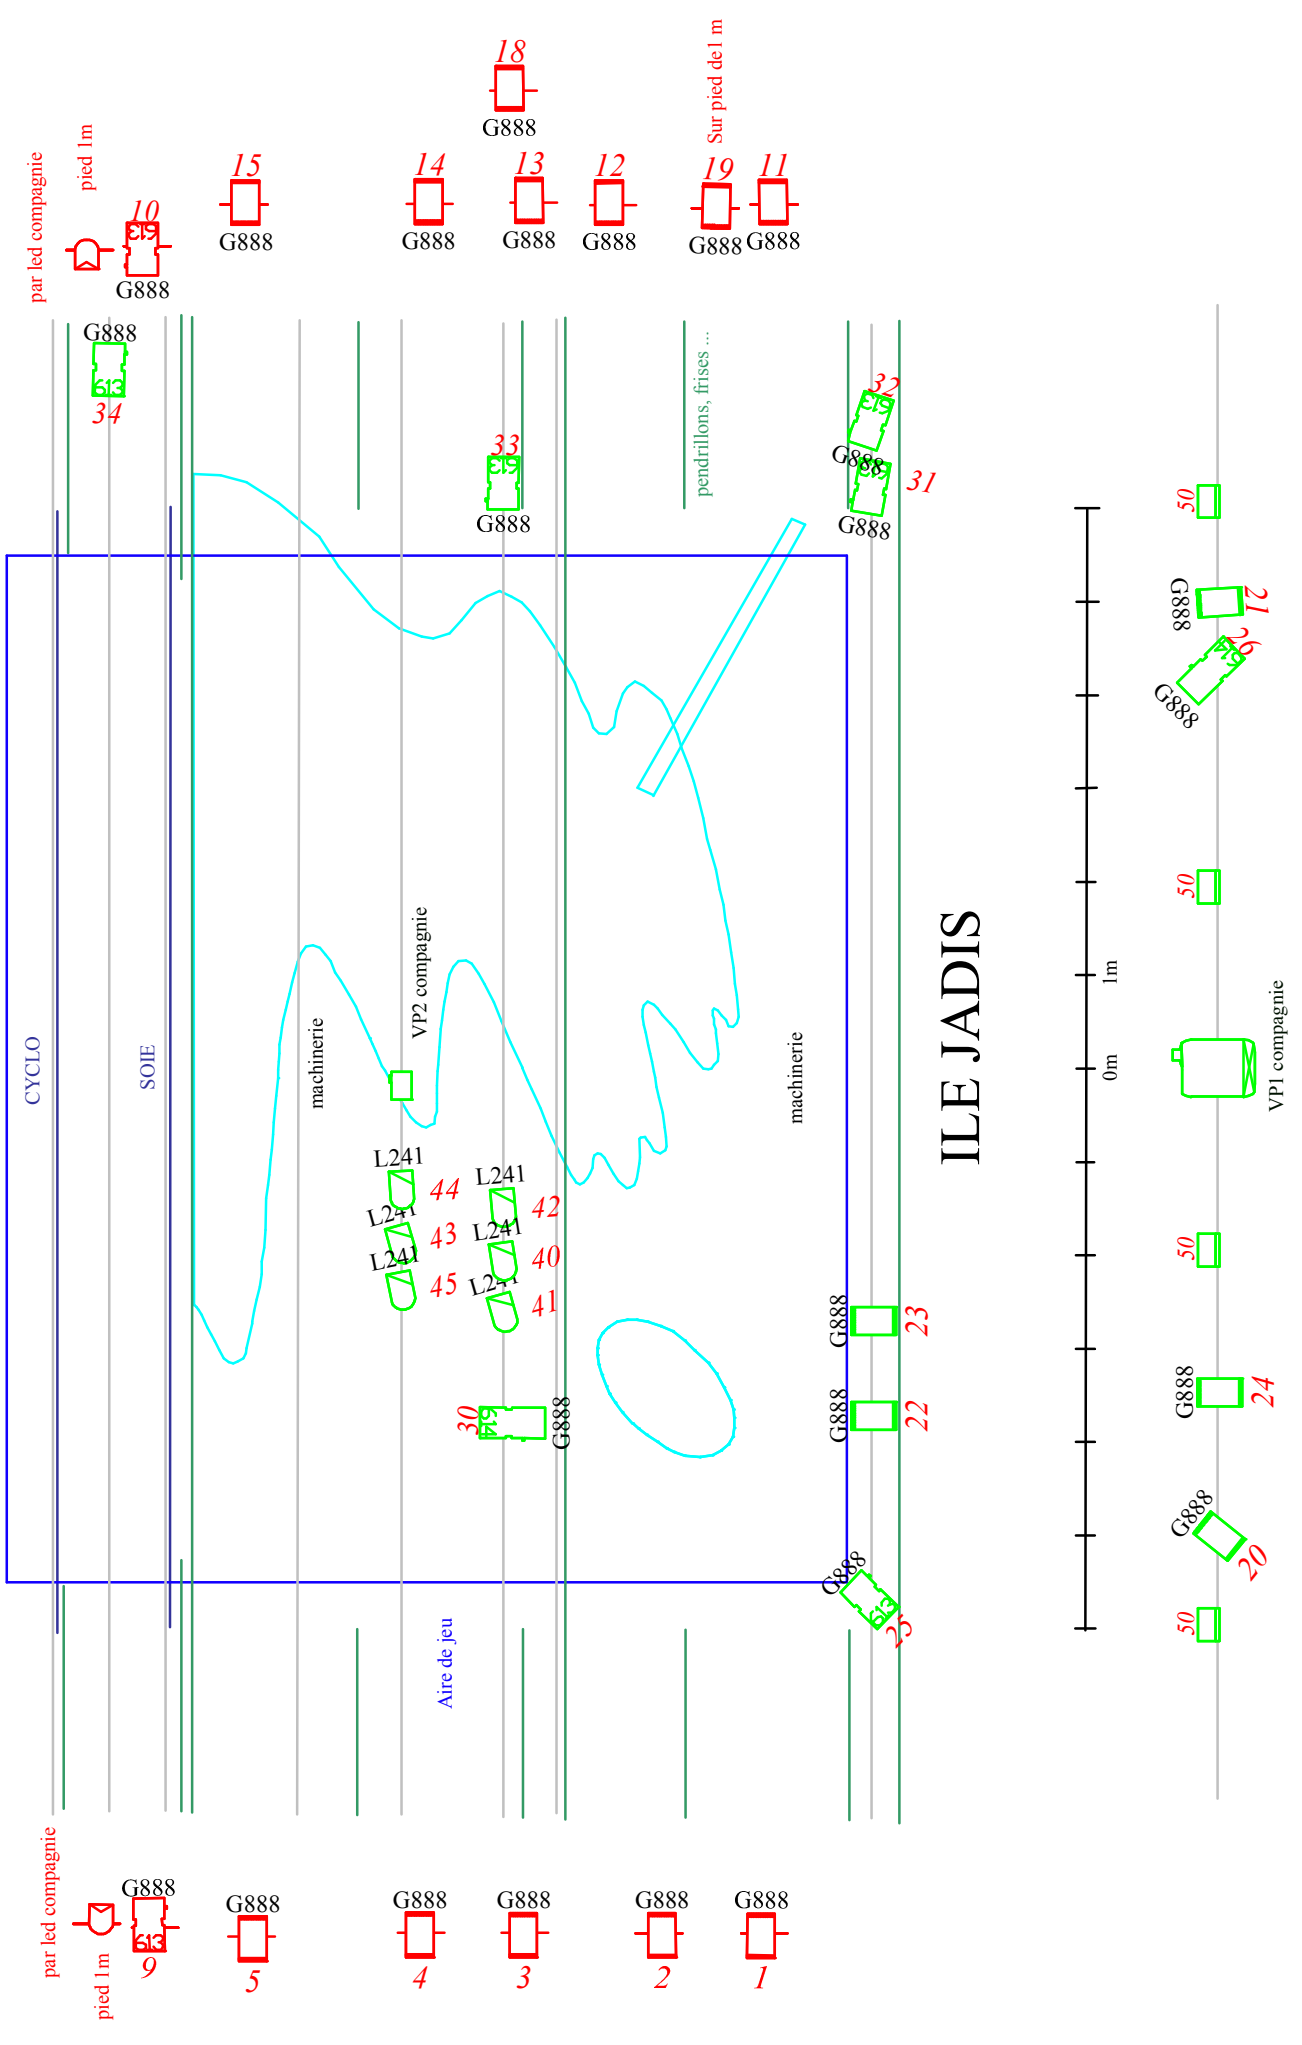 18
G888
Sur pied de1 m
par led compagnie
pied 1m
10
613
G888
15
G888
14
G888
13
G888
12
G888
19
G888
11
G888
G888
613
34
33
613
G888
pendrillons, frises ...
32
613
G888
613
31
G888
50
21
G888
26
614
G888
50
CYCLO
SOIE
machinerie
VP2 compagnie
machinerie
ILE JADIS
1m
0m
VP1 compagnie
L241
44
L241
43
L241
45
L241
42
L241
40
L241
41
50
G888
23
30
614
G888
G888
22
G888
24
G888
613
25
G888
20
50
Aire de jeu
par led compagnie
pied 1m
G888
613
9
G888
5
G888
4
G888
3
G888
2
G888
1